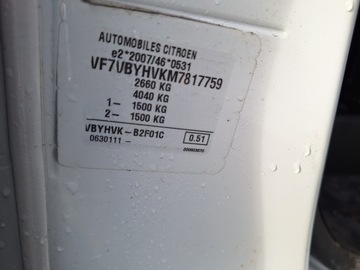 AUTOMOBILES CITROEN
e2*2007/46*0531
VF7VBYHVKM7817759
2660 KG
4040 KG
1- 1500 KG
2- 1500 KG
VBYHVK-B2F01C 0.51
0630111 -